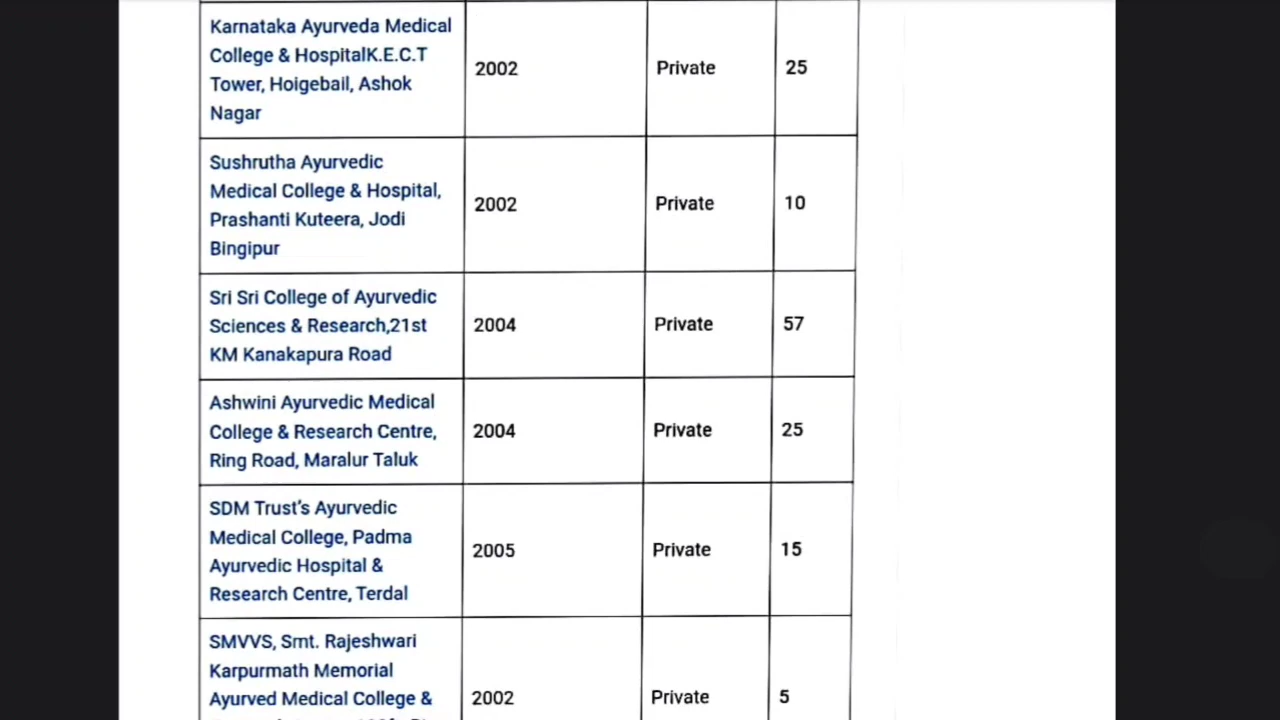 Karnataka Ayurveda Medical
College & HospitalK.E.C.T
Tower, Hoigebail, Ashok
Nagar
2002
Private
25
Sushrutha Ayurvedic
Medical College & Hospital,
Prashanti Kuteera, Jodi
Bingipur
2002
Private
10
Sri Sri College of Ayurvedic
Sciences & Research,21st
KM Kanakapura Road
2004
Private
57
Ashwini Ayurvedic Medical
College & Research Centre,
Ring Road, Maralur Taluk
2004
Private
25
SDM Trust's Ayurvedic
Medical College, Padma
Ayurvedic Hospital &
Research Centre, Terdal
2005
Private
15
SMVVS, Smt. Rajeshwari
Karpurmath Memorial
Ayurved Medical College &
2002
Private
5